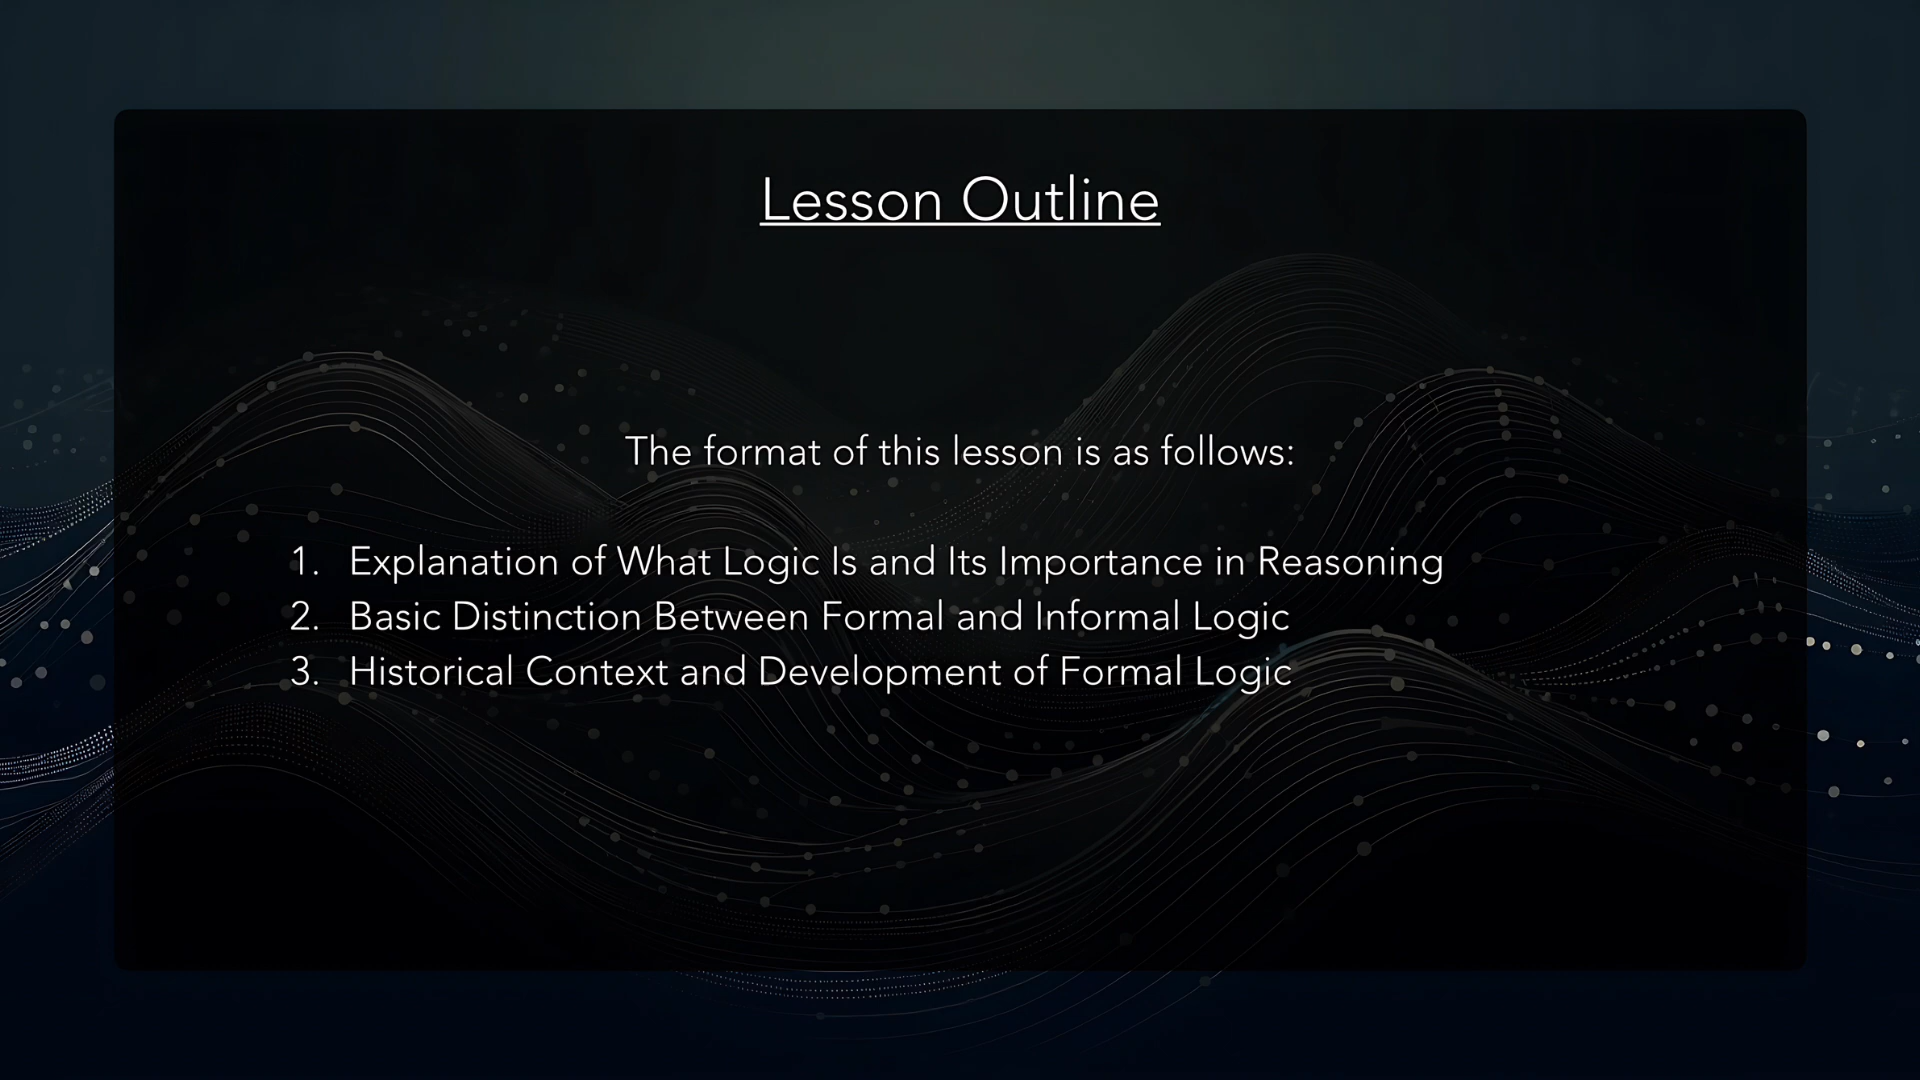 Lesson Outline
The format of this lesson is as follows:
1. Explanation of What Logic Is and Its Importance in Reasoning
2. Basic Distinction Between Formal and Informal Logic
3. Historical Context and Development of Formal Logic